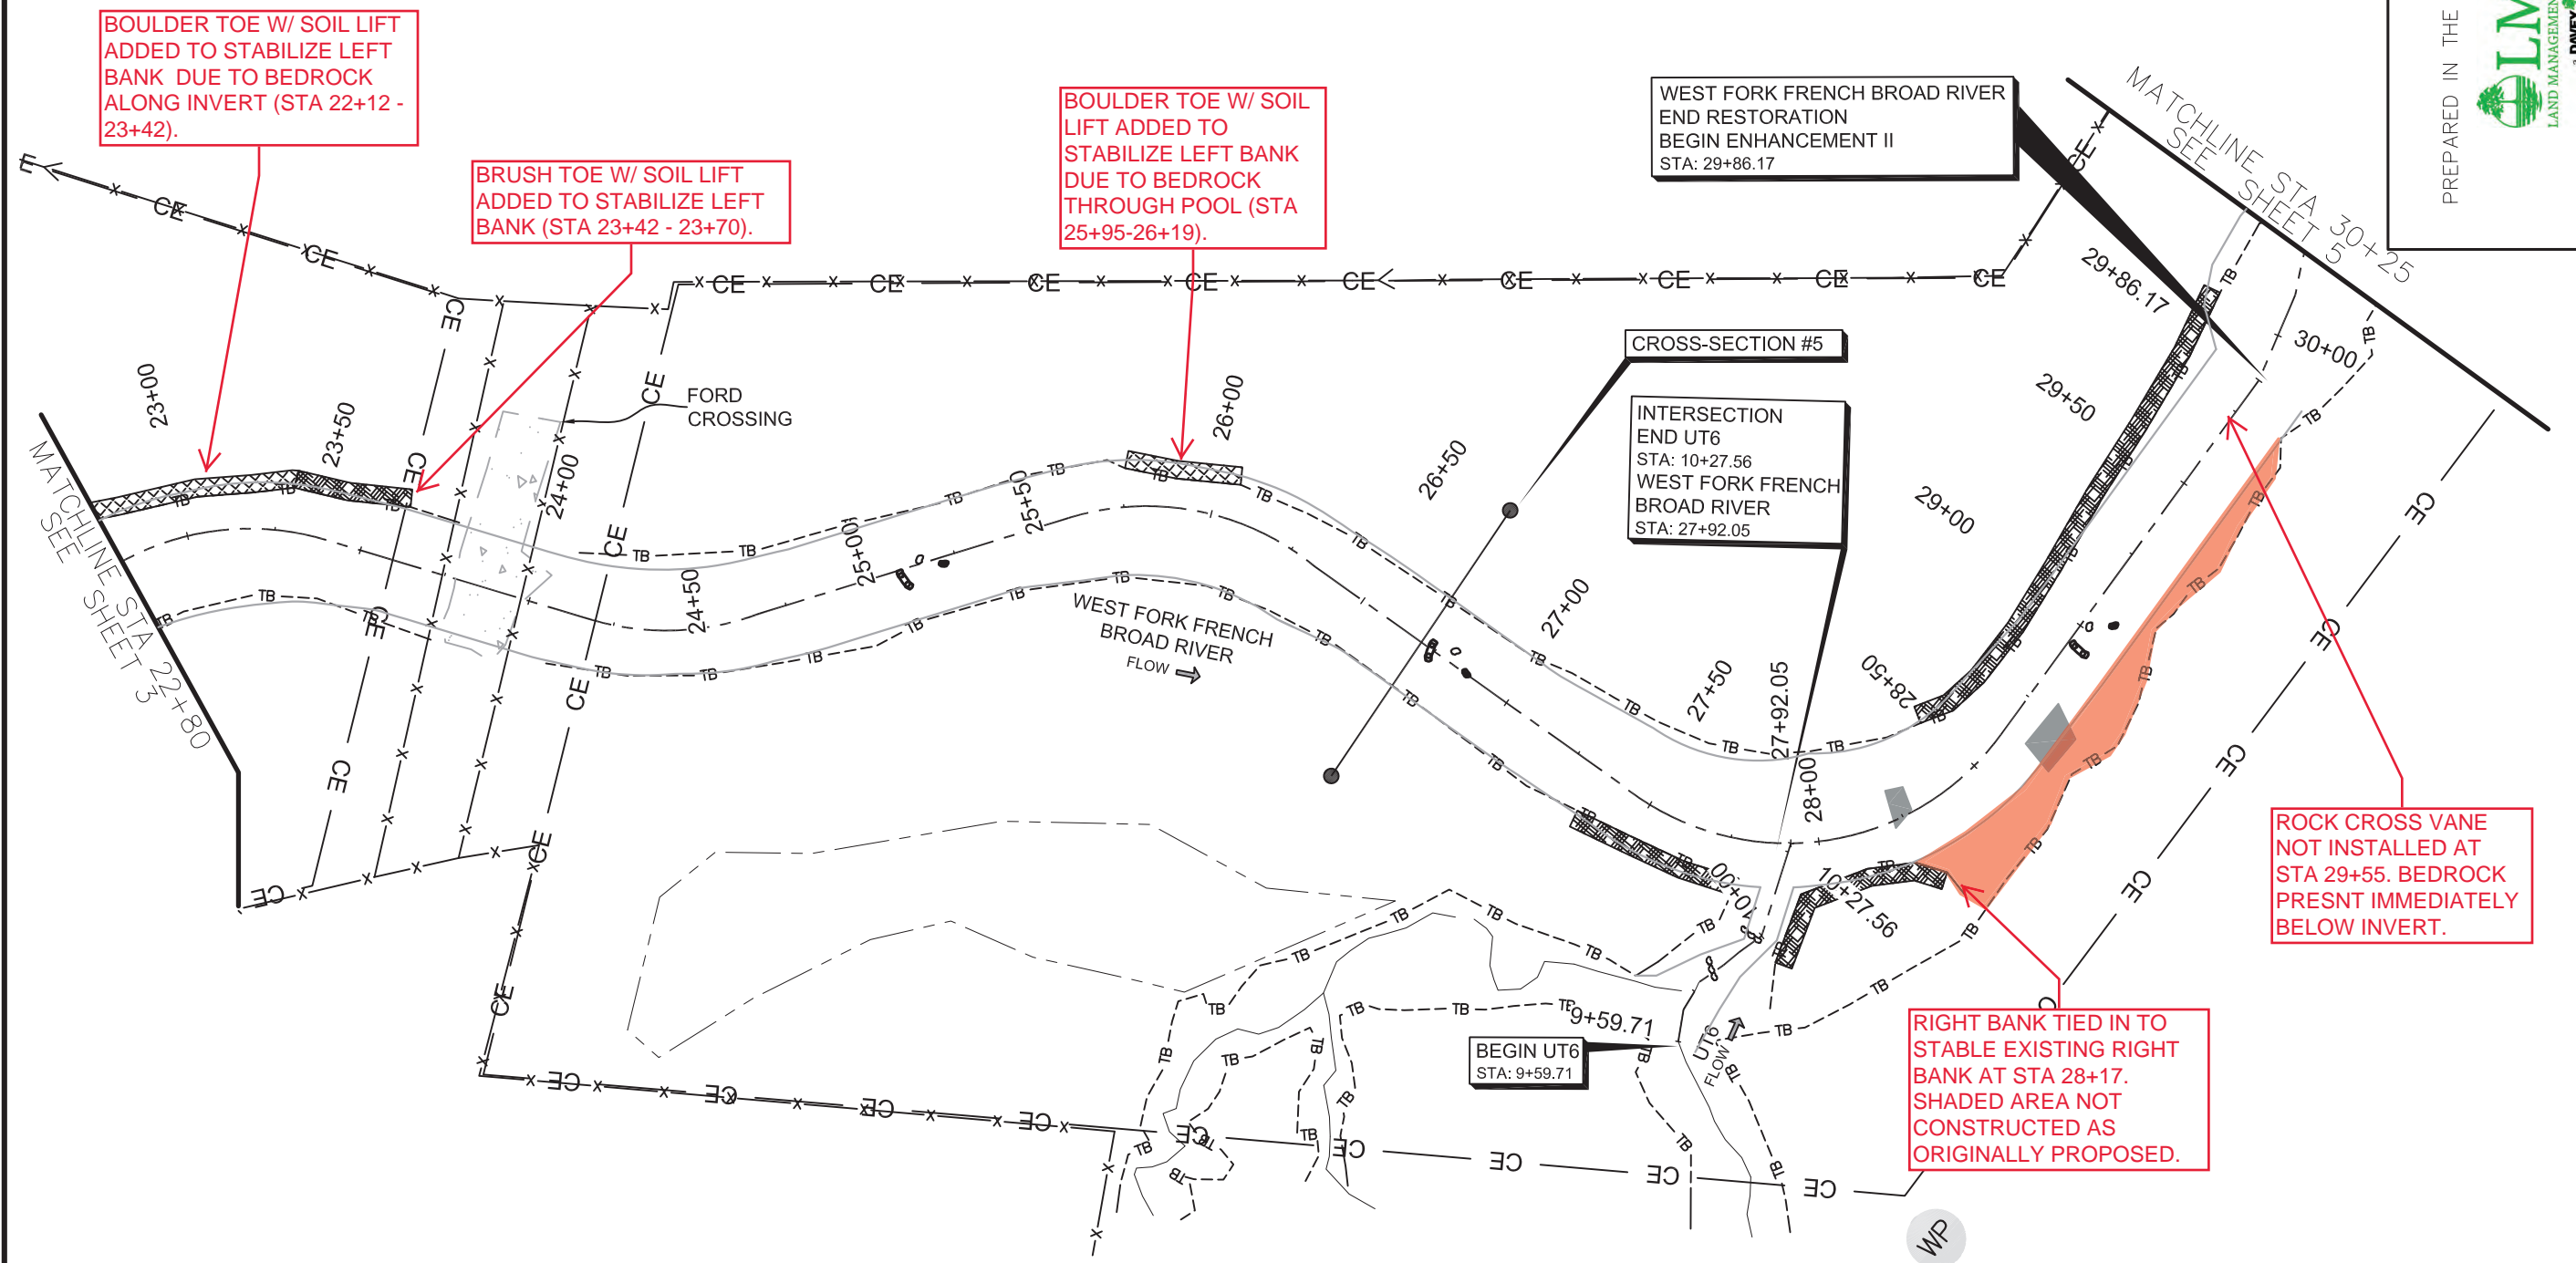 BOULDER TOE W/ SOIL LIFT
ADDED TO STABILIZE LEFT
BANK DUE TO BEDROCK
ALONG INVERT (STA 22+12 -
23+42).
BRUSH TOE W/ SOIL LIFT
ADDED TO STABILIZE LEFT
BANK (STA 23+42 - 23+70).
BOULDER TOE W/ SOIL
LIFT ADDED TO
STABILIZE LEFT BANK
DUE TO BEDROCK
THROUGH POOL (STA
25+95-26+19).
WEST FORK FRENCH BROAD RIVER
END RESTORATION
BEGIN ENHANCEMENT II
STA: 29+86.17
MATCHLINE STA 30+25
SEE SHEET 5
PREPARED IN THE
LM
LAND MANAGEMEN
DAVEY
CROSS-SECTION #5
INTERSECTION
END UT6
STA: 10+27.56
WEST FORK FRENCH
BROAD RIVER
STA: 27+92.05
FORD
CROSSING
MATCHLINE STA 22+80
SEE SHEET 3
23+00
23+50
24+00
24+50
25+00
25+50
26+00
26+50
27+00
27+50
27+92.05
28+00
28+50
29+00
29+50
29+86.17
30+00
WEST FORK FRENCH
BROAD RIVER
FLOW
10+00
10+27.56
9+59.71
BEGIN UT6
STA: 9+59.71
UT6
FLOW
ROCK CROSS VANE
NOT INSTALLED AT
STA 29+55. BEDROCK
PRESNT IMMEDIATELY
BELOW INVERT.
RIGHT BANK TIED IN TO
STABLE EXISTING RIGHT
BANK AT STA 28+17.
SHADED AREA NOT
CONSTRUCTED AS
ORIGINALLY PROPOSED.
WP
CE
TB